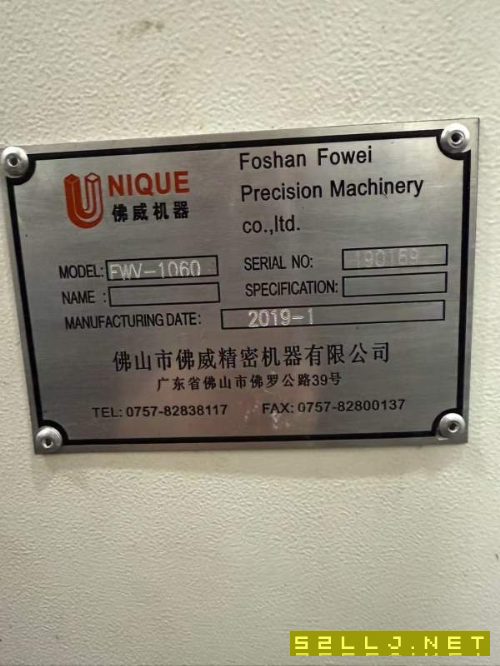 UNIQUE
佛威机器
Foshan Fowei
Precision Machinery
co.,ltd.
MODEL: FWV-1060
SERIAL NO: 190169
NAME :
SPECIFICATION:
MANUFACTURING DATE: 2019-1
佛山市佛威精密机器有限公司
广东省佛山市佛罗公路39号
TEL: 0757-82838117 FAX: 0757-82800137
52LLJ.NET